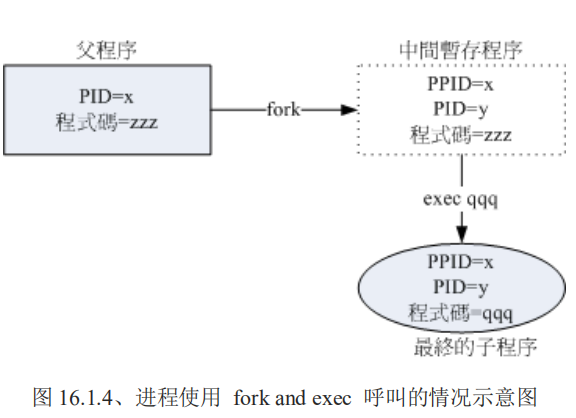 父程序
PID=x
程式碼=zzz
fork
中間暫存程序
PPID=x
PID=y
程式碼=zzz
exec qqq
PPID=x
PID=y
程式碼=qqq
最終的子程序
图 16.1.4、进程使用 fork and exec 呼叫的情况示意图